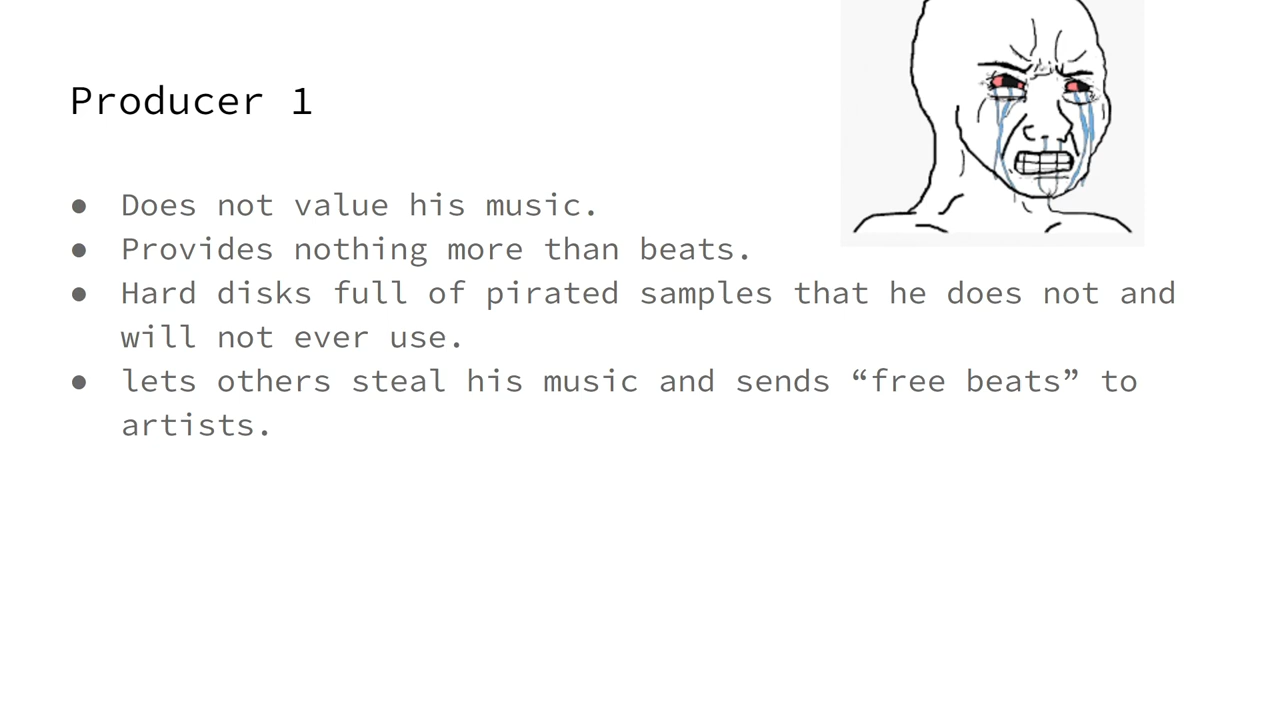 Producer 1
● Does not value his music.
● Provides nothing more than beats.
● Hard disks full of pirated samples that he does not and
will not ever use.
● lets others steal his music and sends “free beats” to
artists.